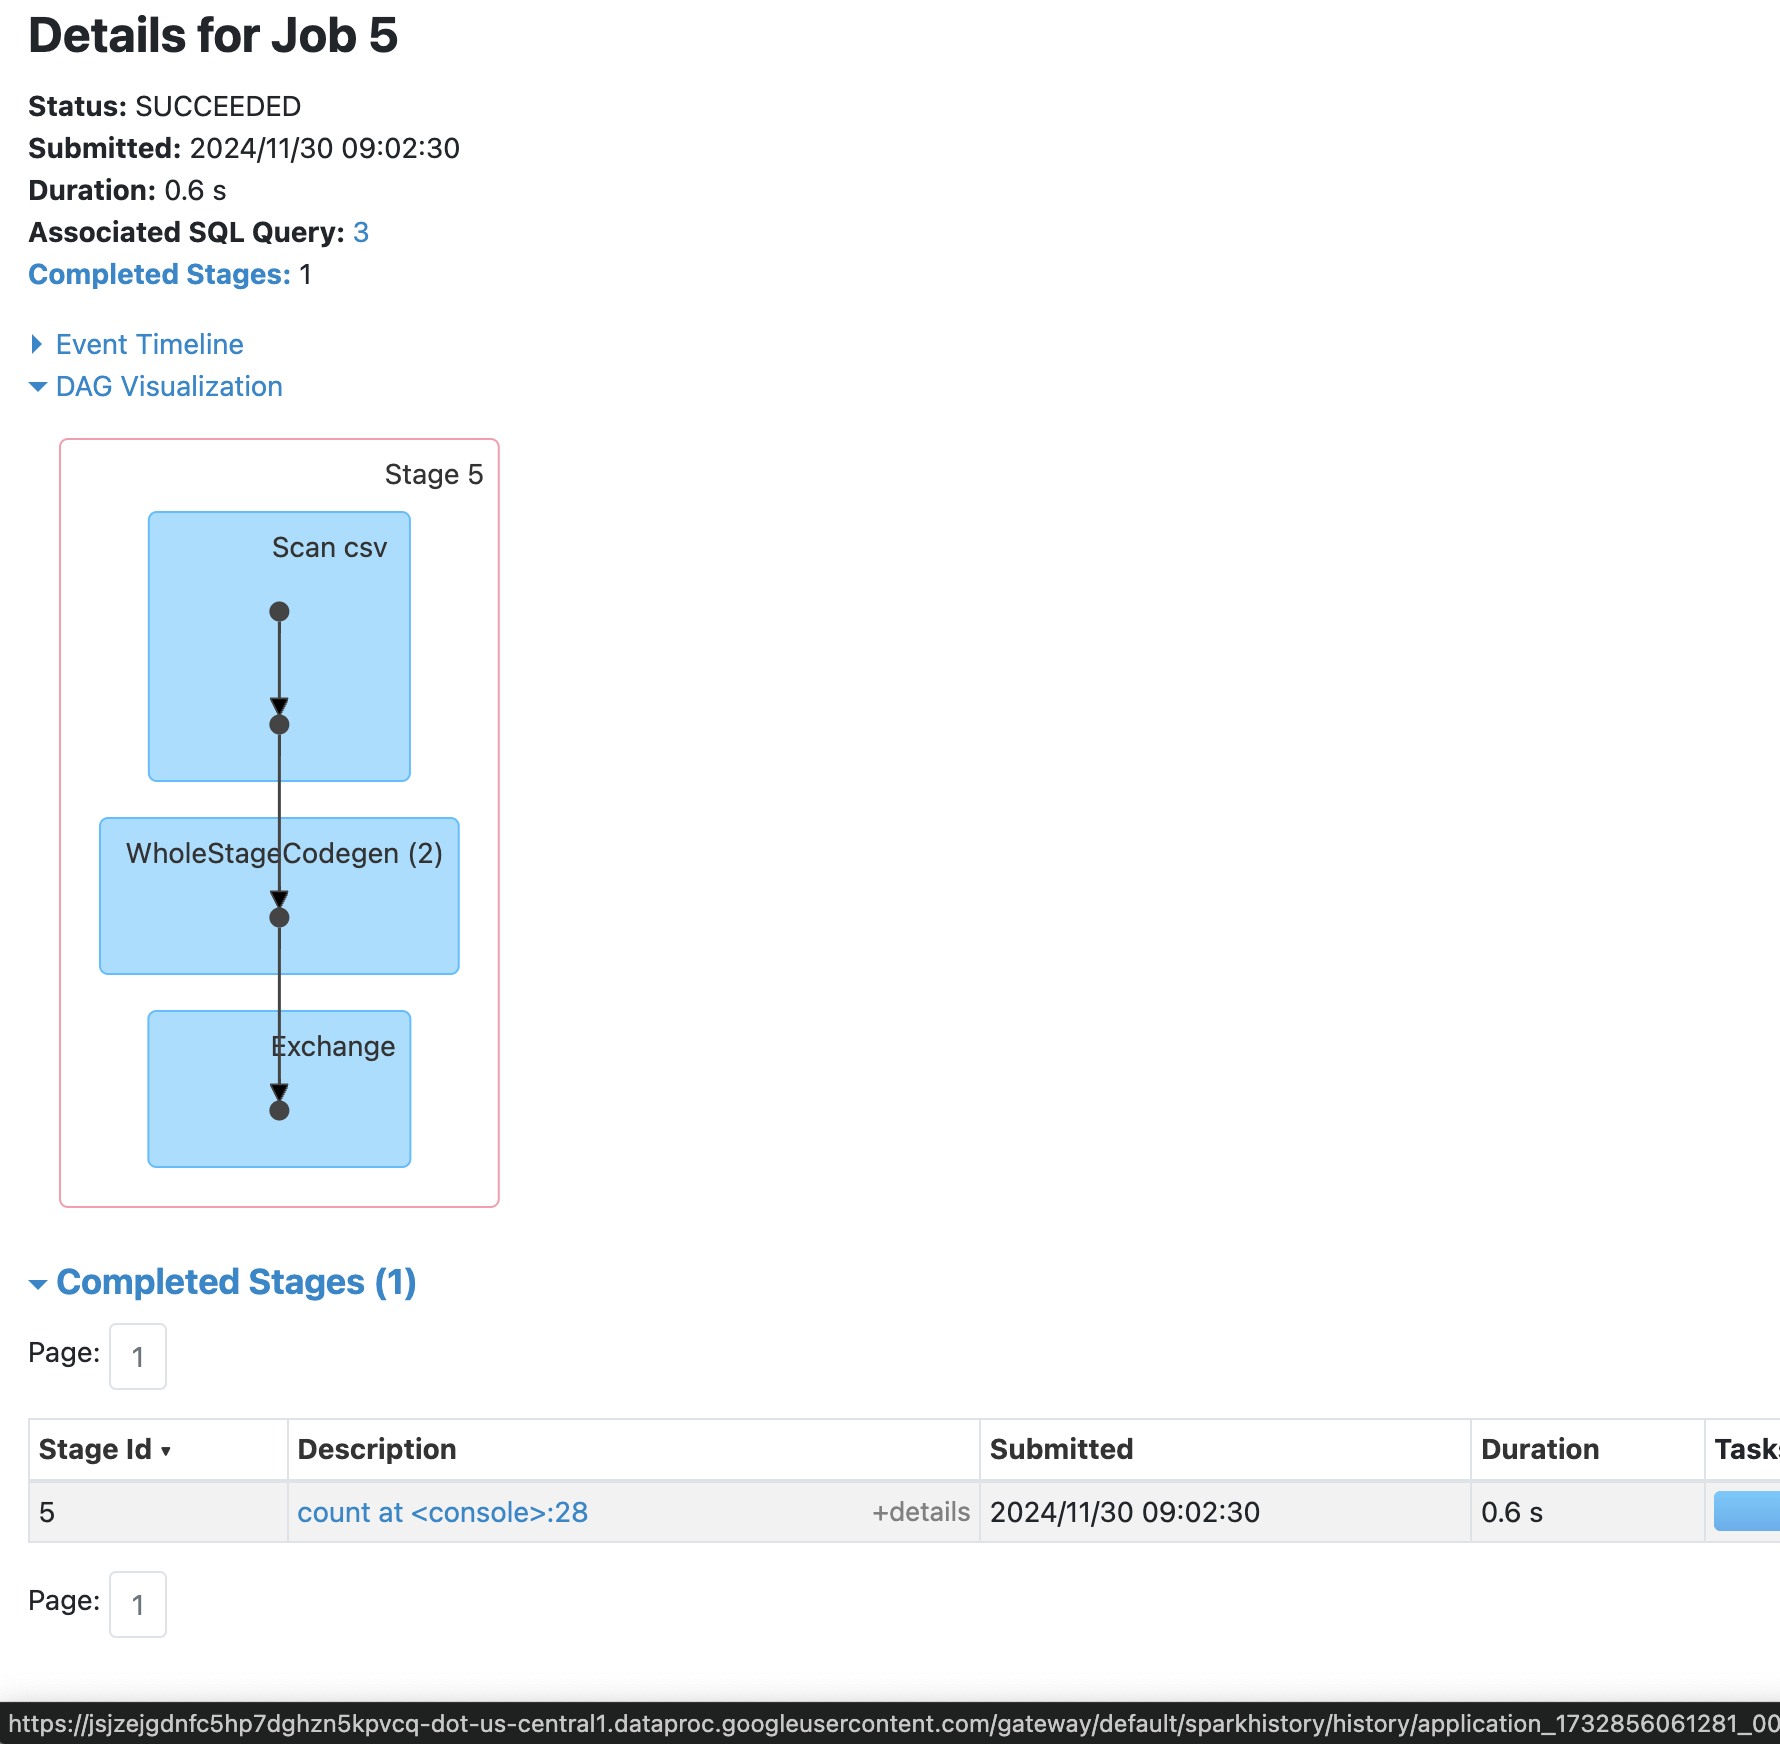 Details for Job 5
Status: SUCCEEDED
Submitted: 2024/11/30 09:02:30
Duration: 0.6 s
Associated SQL Query: 3
Completed Stages: 1
Event Timeline
DAG Visualization
Stage 5
Scan csv
WholeStageCodegen (2)
Exchange
Completed Stages (1)
Page: 1
Stage Id ▾ Description Submitted Duration Task
5 count at <console>:28 +details 2024/11/30 09:02:30 0.6 s
Page: 1
https://jsjzejgdnfc5hp7dghzn5kpvcq-dot-us-central1.dataproc.googleusercontent.com/gateway/default/sparkhistory/history/application_1732856061281_00